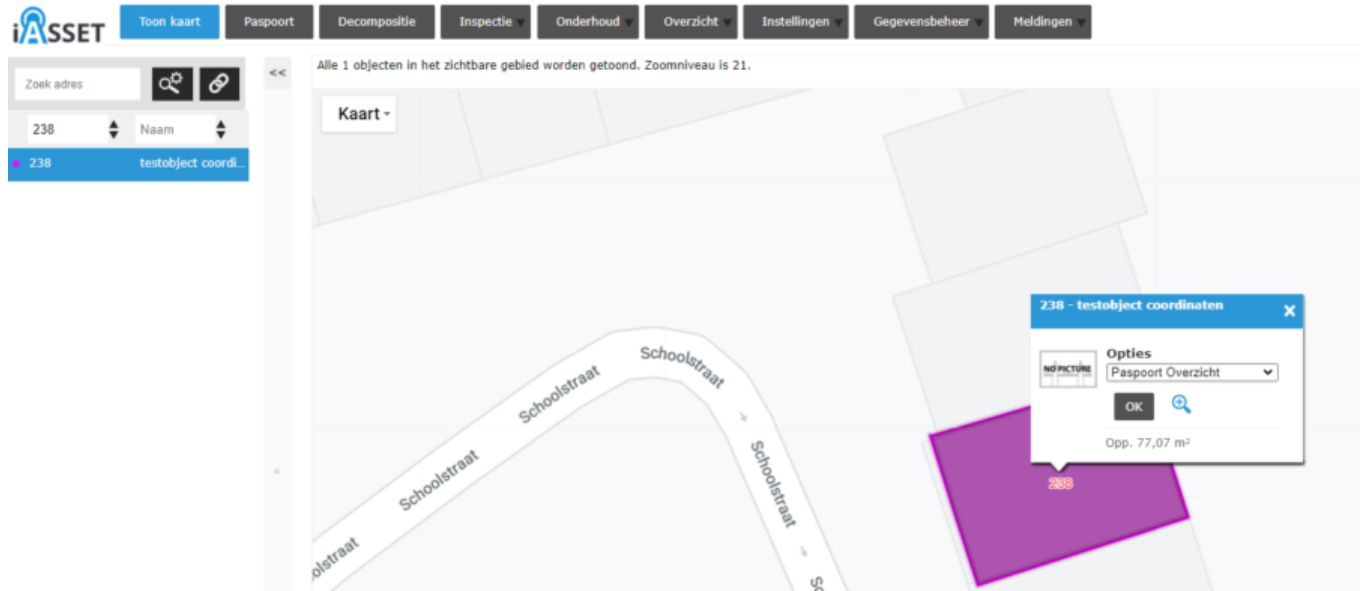 iASSET
Toon kaart
Paspoort
Decompositie
Inspectie
Onderhoud
Overzicht
Instellingen
Gegevensbeheer
Meldingen
Zoek adres
<<
Alle 1 objecten in het zichtbare gebied worden getoond. Zoomniveau is 21.
238
Naam
238 testobject coordi...
Kaart
238 - testobject coordinaten
x
NO PICTURE
Opties
Paspoort Overzicht
OK
Opp. 77,07 m²
238
Schoolstraat
Schoolstraat
Schoolstraat
Schoolstraat
oolstraat
Sc